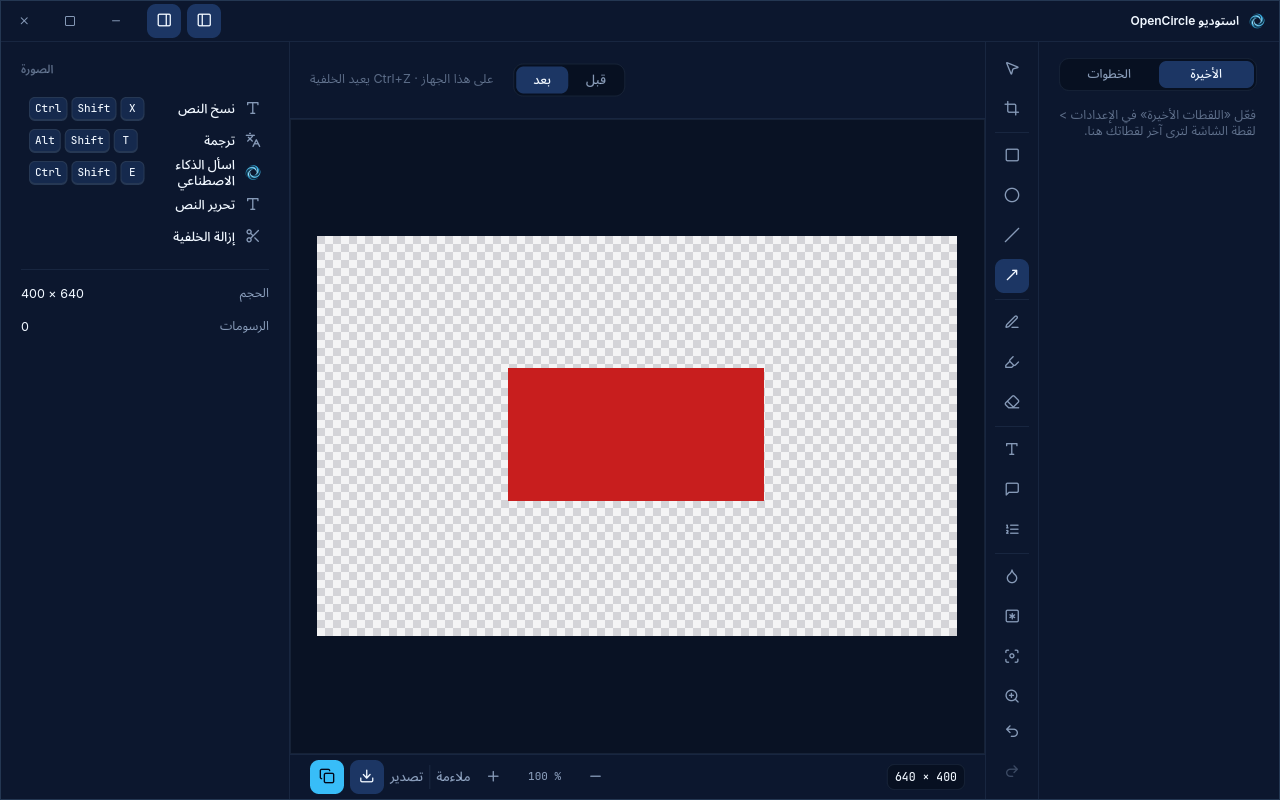 استوديو OpenCircle
الأخيرة
الخطوات
فعّل «اللقطات الأخيرة» في الإعدادات >
لقطة الشاشة لترى آخر لقطاتك هنا.
قبل
بعد
على هذا الجهاز · Ctrl+Z يعيد الخلفية
640 × 400
100 %
ملاءمة
تصدير
الصورة
نسخ النص Ctrl Shift X
ترجمة Alt Shift T
اسأل الذكاء
الاصطناعي Ctrl Shift E
تحرير النص
إزالة الخلفية
الحجم 640 × 400
الرسومات 0